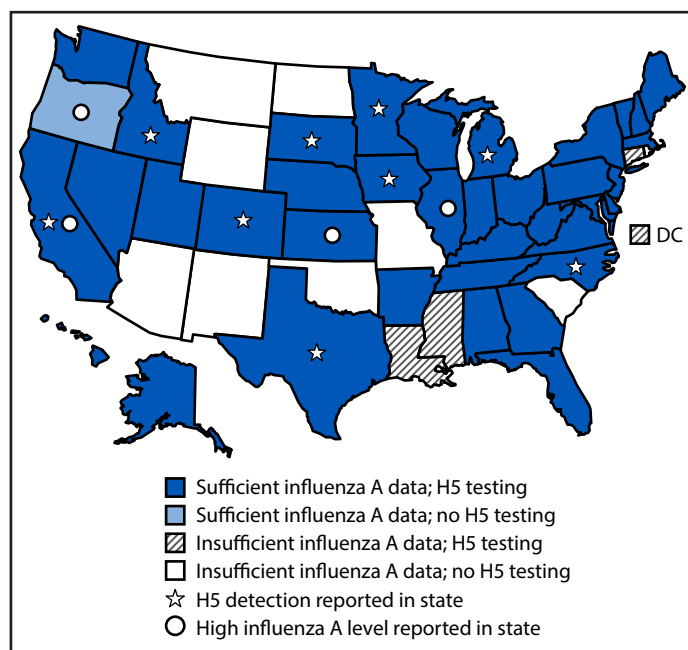 DC
Sufficient influenza A data; H5 testing
Sufficient influenza A data; no H5 testing
Insufficient influenza A data; H5 testing
Insufficient influenza A data; no H5 testing
H5 detection reported in state
High influenza A level reported in state